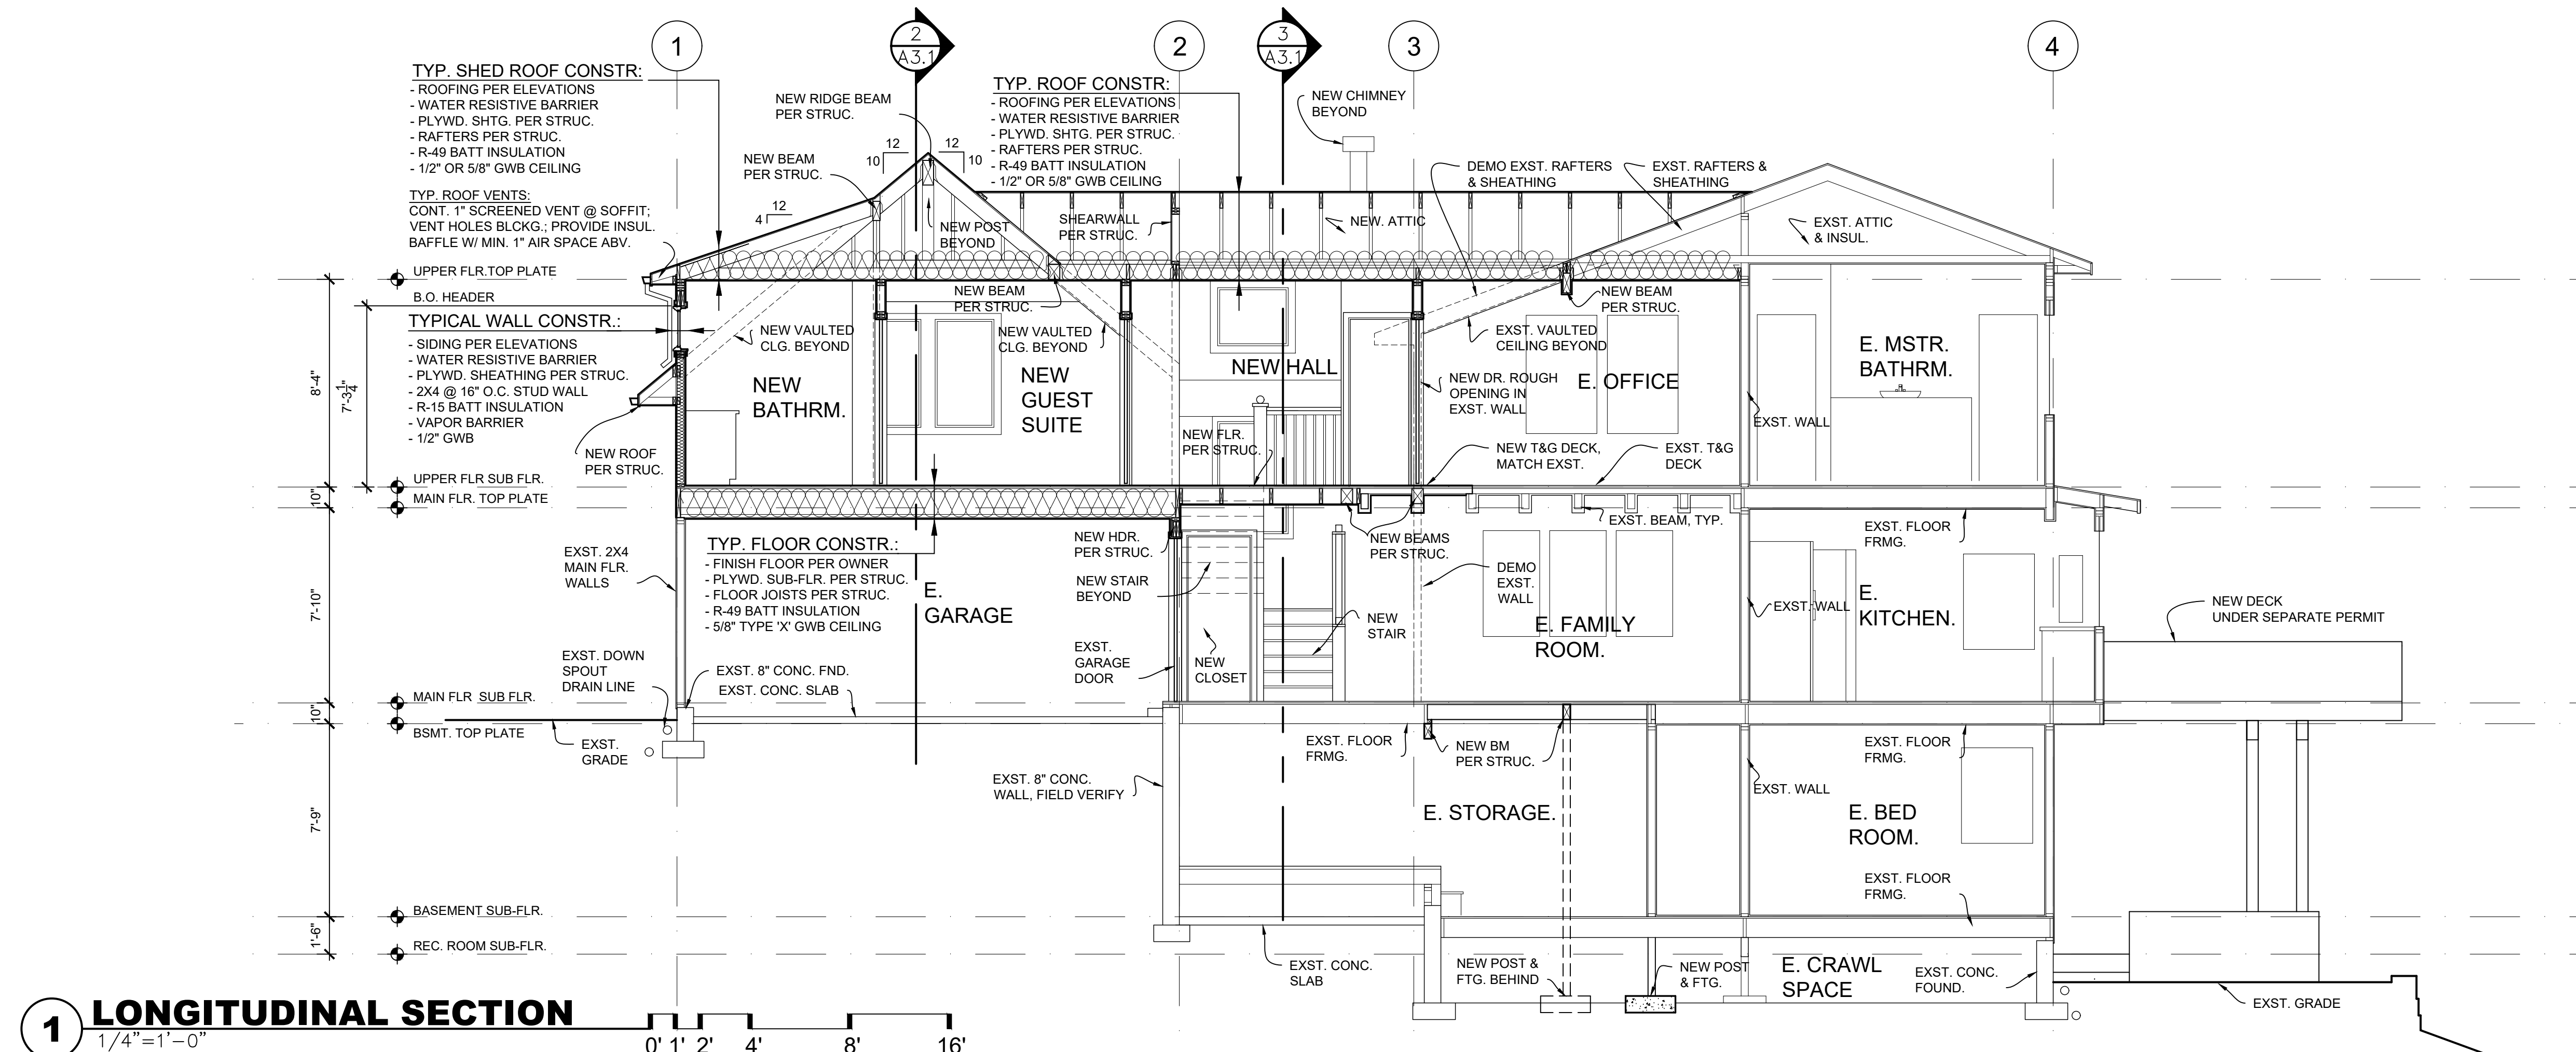 1
2
A3.1
2
3
A3.1
3
4
TYP. SHED ROOF CONSTR:
- ROOFING PER ELEVATIONS
- WATER RESISTIVE BARRIER
- PLYWD. SHTG. PER STRUC.
- RAFTERS PER STRUC.
- R-49 BATT INSULATION
- 1/2" OR 5/8" GWB CEILING
TYP. ROOF VENTS:
CONT. 1" SCREENED VENT @ SOFFIT;
VENT HOLES BLCKG.; PROVIDE INSUL.
BAFFLE W/ MIN. 1" AIR SPACE ABV.
NEW RIDGE BEAM
PER STRUC.
NEW BEAM
PER STRUC.
12
10
12
10
12
4
TYP. ROOF CONSTR:
- ROOFING PER ELEVATIONS
- WATER RESISTIVE BARRIER
- PLYWD. SHTG. PER STRUC.
- RAFTERS PER STRUC.
- R-49 BATT INSULATION
- 1/2" OR 5/8" GWB CEILING
NEW CHIMNEY
BEYOND
DEMO EXST. RAFTERS
& SHEATHING
EXST. RAFTERS &
SHEATHING
NEW POST
BEYOND
SHEARWALL
PER STRUC.
NEW. ATTIC
EXST. ATTIC
& INSUL.
UPPER FLR.TOP PLATE
B.O. HEADER
TYPICAL WALL CONSTR.:
- SIDING PER ELEVATIONS
- WATER RESISTIVE BARRIER
- PLYWD. SHEATHING PER STRUC.
- 2X4 @ 16" O.C. STUD WALL
- R-15 BATT INSULATION
- VAPOR BARRIER
- 1/2" GWB
8'-4"
7'-3 1/4"
NEW ROOF
PER STRUC.
NEW VAULTED
CLG. BEYOND
NEW
BATHRM.
NEW BEAM
PER STRUC.
NEW VAULTED
CLG. BEYOND
NEW
GUEST
SUITE
NEW HALL
NEW FLR.
PER STRUC.
NEW BEAM
PER STRUC.
EXST. VAULTED
CEILING BEYOND
NEW DR. ROUGH
OPENING IN
EXST. WALL
E. OFFICE
NEW T&G DECK,
MATCH EXST.
EXST. T&G
DECK
EXST. WALL
E. MSTR.
BATHRM.
UPPER FLR SUB FLR.
10"
MAIN FLR. TOP PLATE
EXST. 2X4
MAIN FLR.
WALLS
7'-10"
TYP. FLOOR CONSTR.:
- FINISH FLOOR PER OWNER
- PLYWD. SUB-FLR. PER STRUC.
- FLOOR JOISTS PER STRUC.
- R-49 BATT INSULATION
- 5/8" TYPE 'X' GWB CEILING
E.
GARAGE
NEW HDR.
PER STRUC.
NEW STAIR
BEYOND
EXST.
GARAGE
DOOR
NEW
CLOSET
NEW
STAIR
NEW BEAMS
PER STRUC.
DEMO
EXST.
WALL
EXST. BEAM, TYP.
E. FAMILY
ROOM.
EXST. FLOOR
FRMG.
EXST. WALL
E.
KITCHEN.
NEW DECK
UNDER SEPARATE PERMIT
EXST. DOWN
SPOUT
DRAIN LINE
EXST. 8" CONC. FND.
EXST. CONC. SLAB
MAIN FLR SUB FLR.
10"
BSMT. TOP PLATE
EXST.
GRADE
EXST. 8" CONC.
WALL, FIELD VERIFY
EXST. FLOOR
FRMG.
NEW BM
PER STRUC.
EXST. FLOOR
FRMG.
EXST. WALL
7'-9"
E. STORAGE.
E. BED
ROOM.
EXST. FLOOR
FRMG.
BASEMENT SUB-FLR.
1'-6"
REC. ROOM SUB-FLR.
EXST. CONC.
SLAB
NEW POST &
FTG. BEHIND
NEW POST
& FTG.
E. CRAWL
SPACE
EXST. CONC.
FOUND.
EXST. GRADE
1
LONGITUDINAL SECTION
1/4"=1'-0"
0' 1' 2' 4' 8' 16'